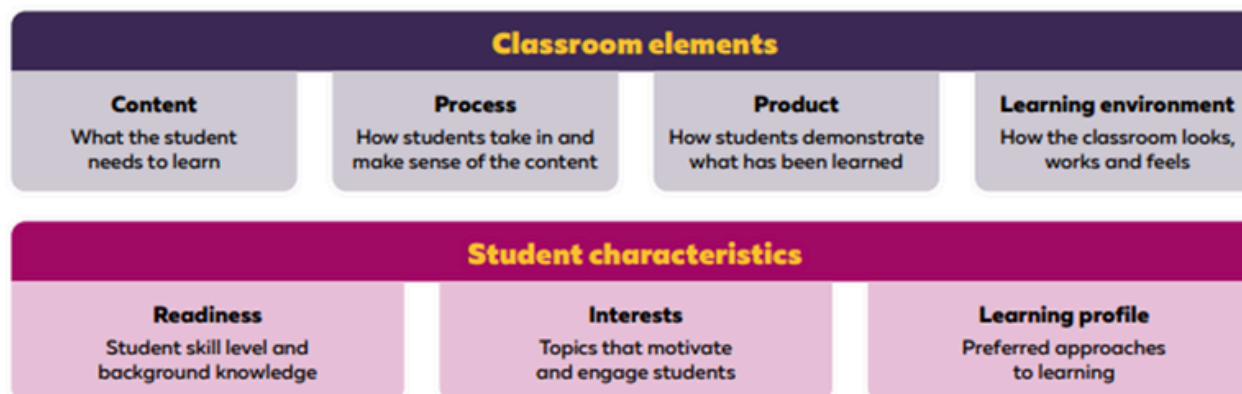 Classroom elements
Content
What the student
needs to learn
Process
How students take in and
make sense of the content
Product
How students demonstrate
what has been learned
Learning environment
How the classroom looks,
works and feels
Student characteristics
Readiness
Student skill level and
background knowledge
Interests
Topics that motivate
and engage students
Learning profile
Preferred approaches
to learning